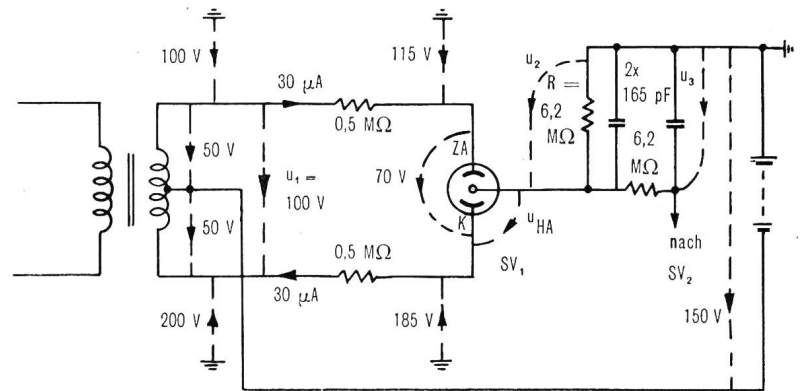 100 V
30 µA
0,5 MΩ
115 V
u₂
R =
6,2
MΩ
2x
165 pF
u₃
50 V
u₁ =
100 V
50 V
70 V
ZA
K
uHA
6,2
MΩ
nach
SV₂
SV₁
0,5 MΩ
30 µA
200 V
185 V
150 V